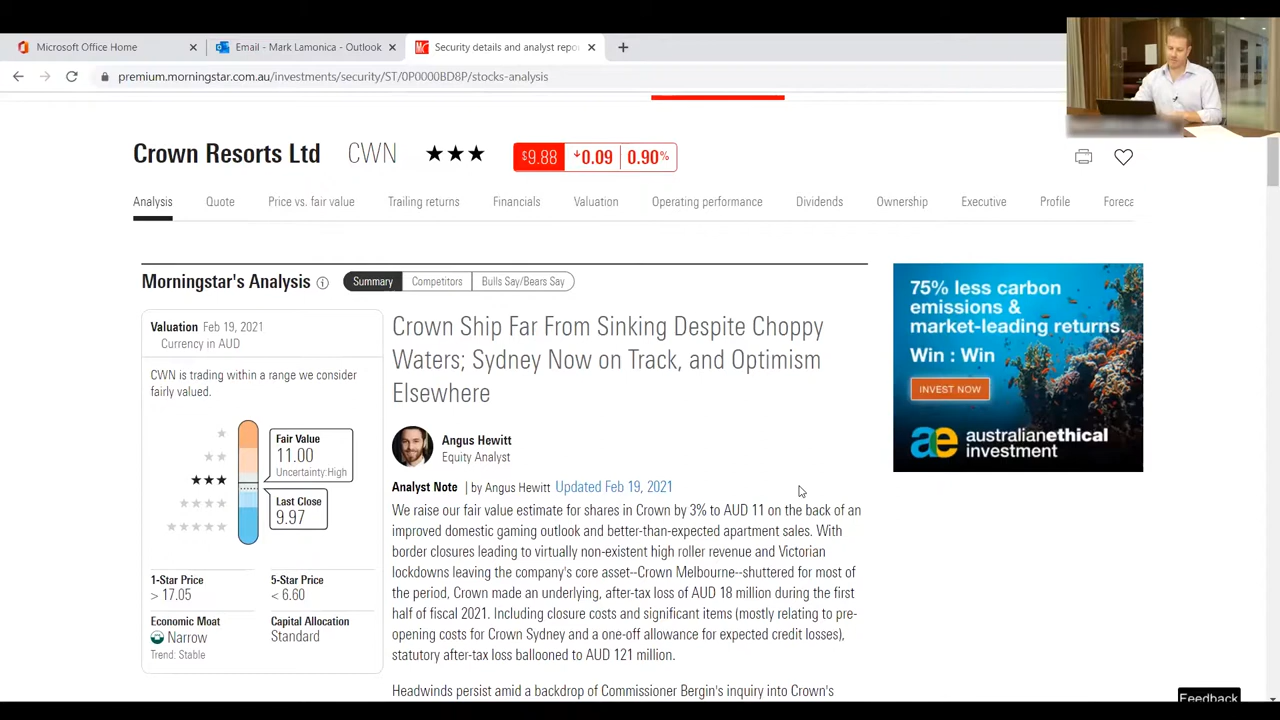 Microsoft Office Home
Email - Mark Lamonica - Outlook
Security details and analyst repo
premium.morningstar.com.au/investments/security/ST/0P0000BD8P/stocks-analysis
Crown Resorts Ltd CWN ★★★ $9.88 0.09 0.90%
Analysis Quote Price vs. fair value Trailing returns Financials Valuation Operating performance Dividends Ownership Executive Profile Foreca
Morningstar's Analysis Summary Competitors Bulls Say/Bears Say
Valuation Feb 19, 2021
Currency in AUD
CWN is trading within a range we consider
fairly valued.
Fair Value
11.00
Uncertainty:High
Last Close
9.97
1-Star Price
> 17.05
5-Star Price
< 6.60
Economic Moat
Narrow
Trend: Stable
Capital Allocation
Standard
Crown Ship Far From Sinking Despite Choppy
Waters; Sydney Now on Track, and Optimism
Elsewhere
Angus Hewitt
Equity Analyst
Analyst Note | by Angus Hewitt Updated Feb 19, 2021
We raise our fair value estimate for shares in Crown by 3% to AUD 11 on the back of an
improved domestic gaming outlook and better-than-expected apartment sales. With
border closures leading to virtually non-existent high roller revenue and Victorian
lockdowns leaving the company's core asset--Crown Melbourne--shuttered for most of
the period, Crown made an underlying, after-tax loss of AUD 18 million during the first
half of fiscal 2021. Including closure costs and significant items (mostly relating to pre-
opening costs for Crown Sydney and a one-off allowance for expected credit losses),
statutory after-tax loss ballooned to AUD 121 million.
Headwinds persist amid a backdrop of Commissioner Bergin's inquiry into Crown's
75% less carbon
emissions &
market-leading returns.
Win : Win
INVEST NOW
ae australianethical
investment
Feedback